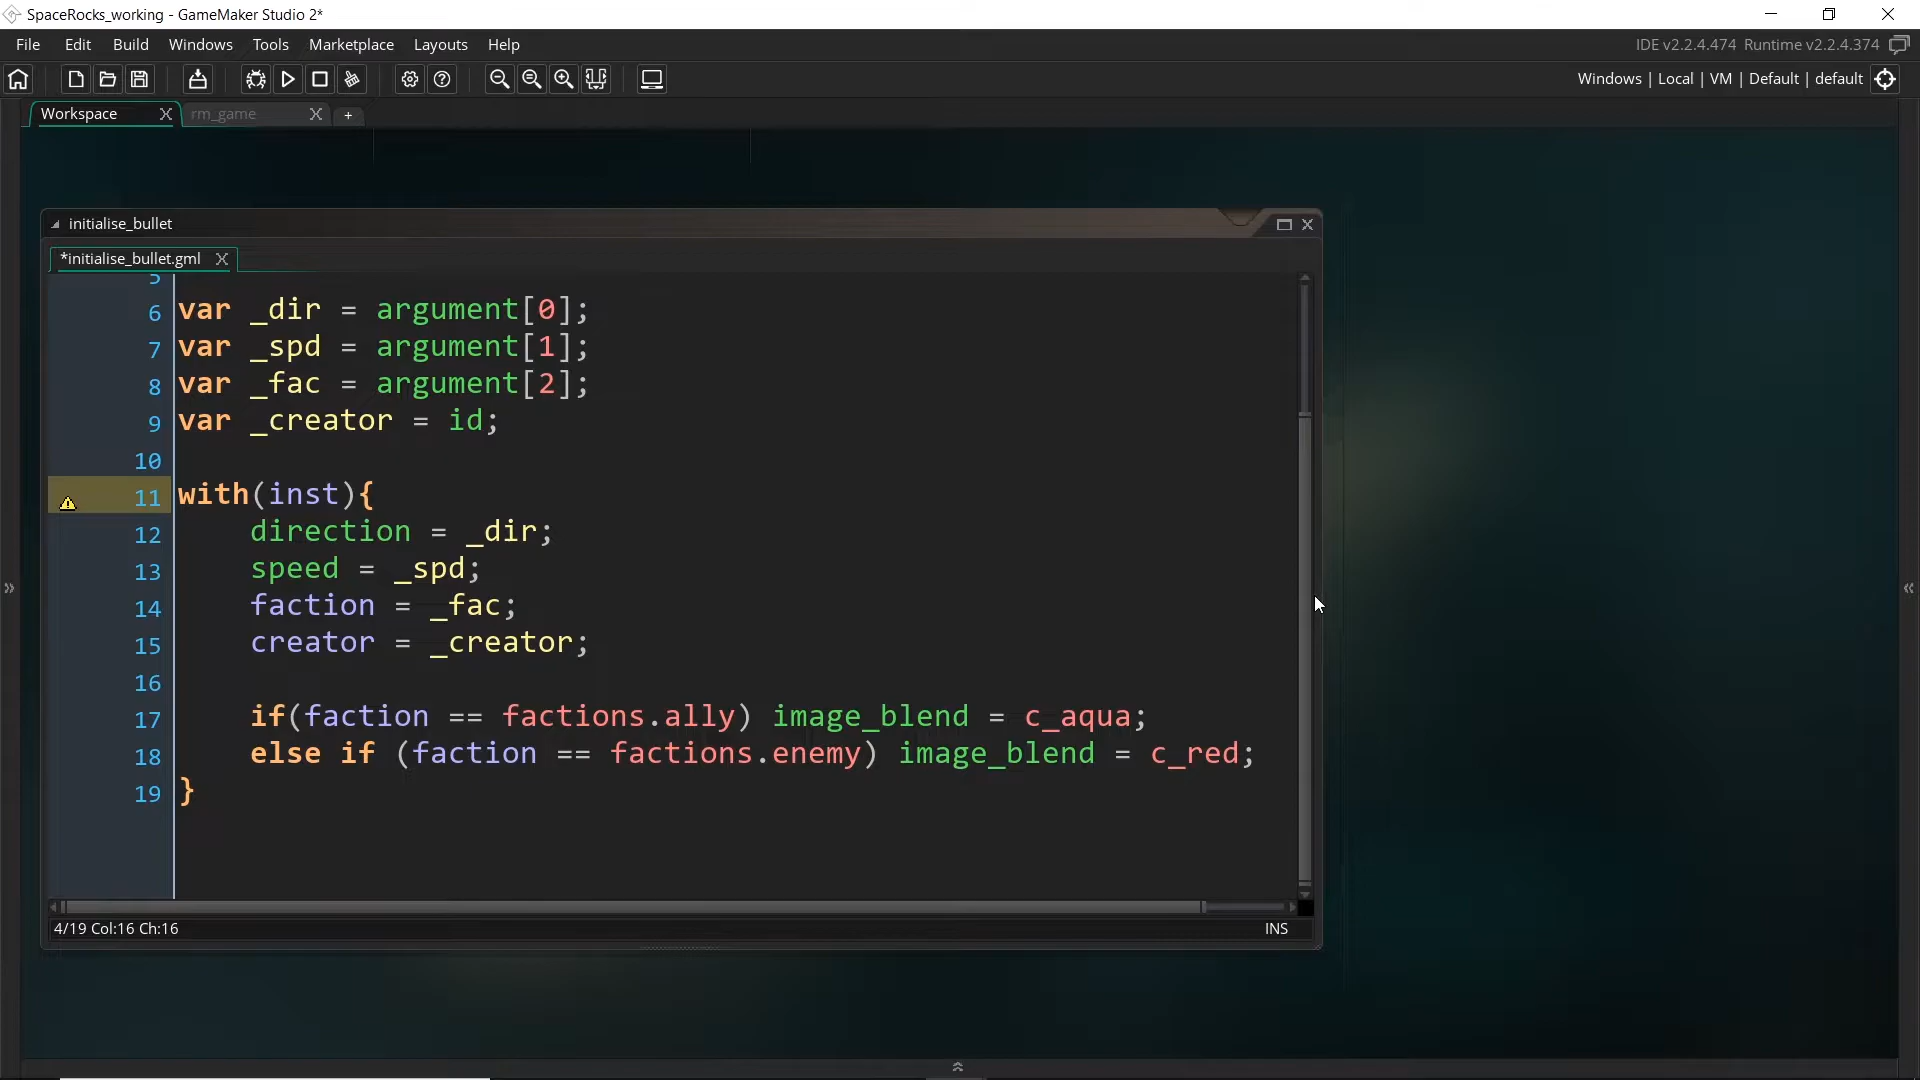 SpaceRocks_working - GameMaker Studio 2*
File Edit Build Windows Tools Marketplace Layouts Help
IDE v2.2.4.474 Runtime v2.2.4.374
Windows | Local | VM | Default | default
Workspace rm_game +
initialise_bullet
*initialise_bullet.gml
5
6 var _dir = argument[0];
7 var _spd = argument[1];
8 var _fac = argument[2];
9 var _creator = id;
10
11 with(inst){
12 direction = _dir;
13 speed = _spd;
14 faction = _fac;
15 creator = _creator;
16
17 if(faction == factions.ally) image_blend = c_aqua;
18 else if (faction == factions.enemy) image_blend = c_red;
19 }
4/19 Col:16 Ch:16
INS